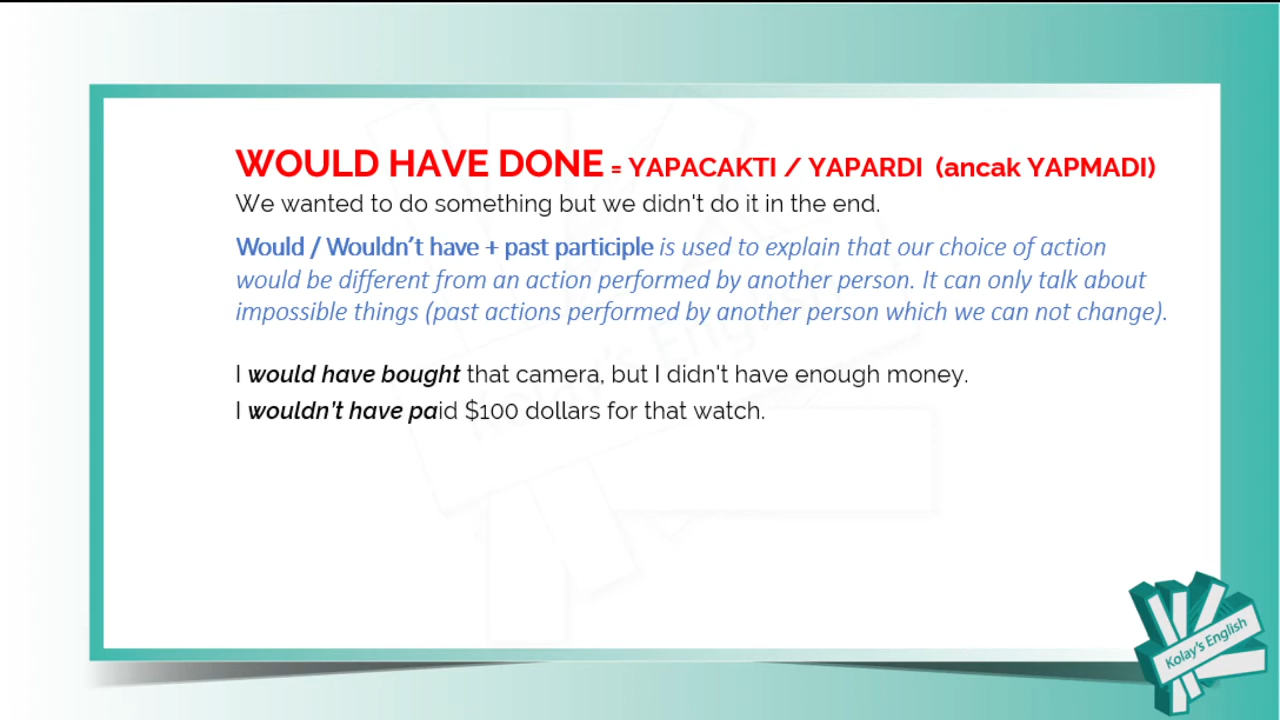 WOULD HAVE DONE = YAPACAKTI / YAPARDI (ancak YAPMADI)
We wanted to do something but we didn't do it in the end.
Would / Wouldn’t have + past participle is used to explain that our choice of action
would be different from an action performed by another person. It can only talk about
impossible things (past actions performed by another person which we can not change).
I would have bought that camera, but I didn't have enough money.
I wouldn’t have paid $100 dollars for that watch.
Kolay's English